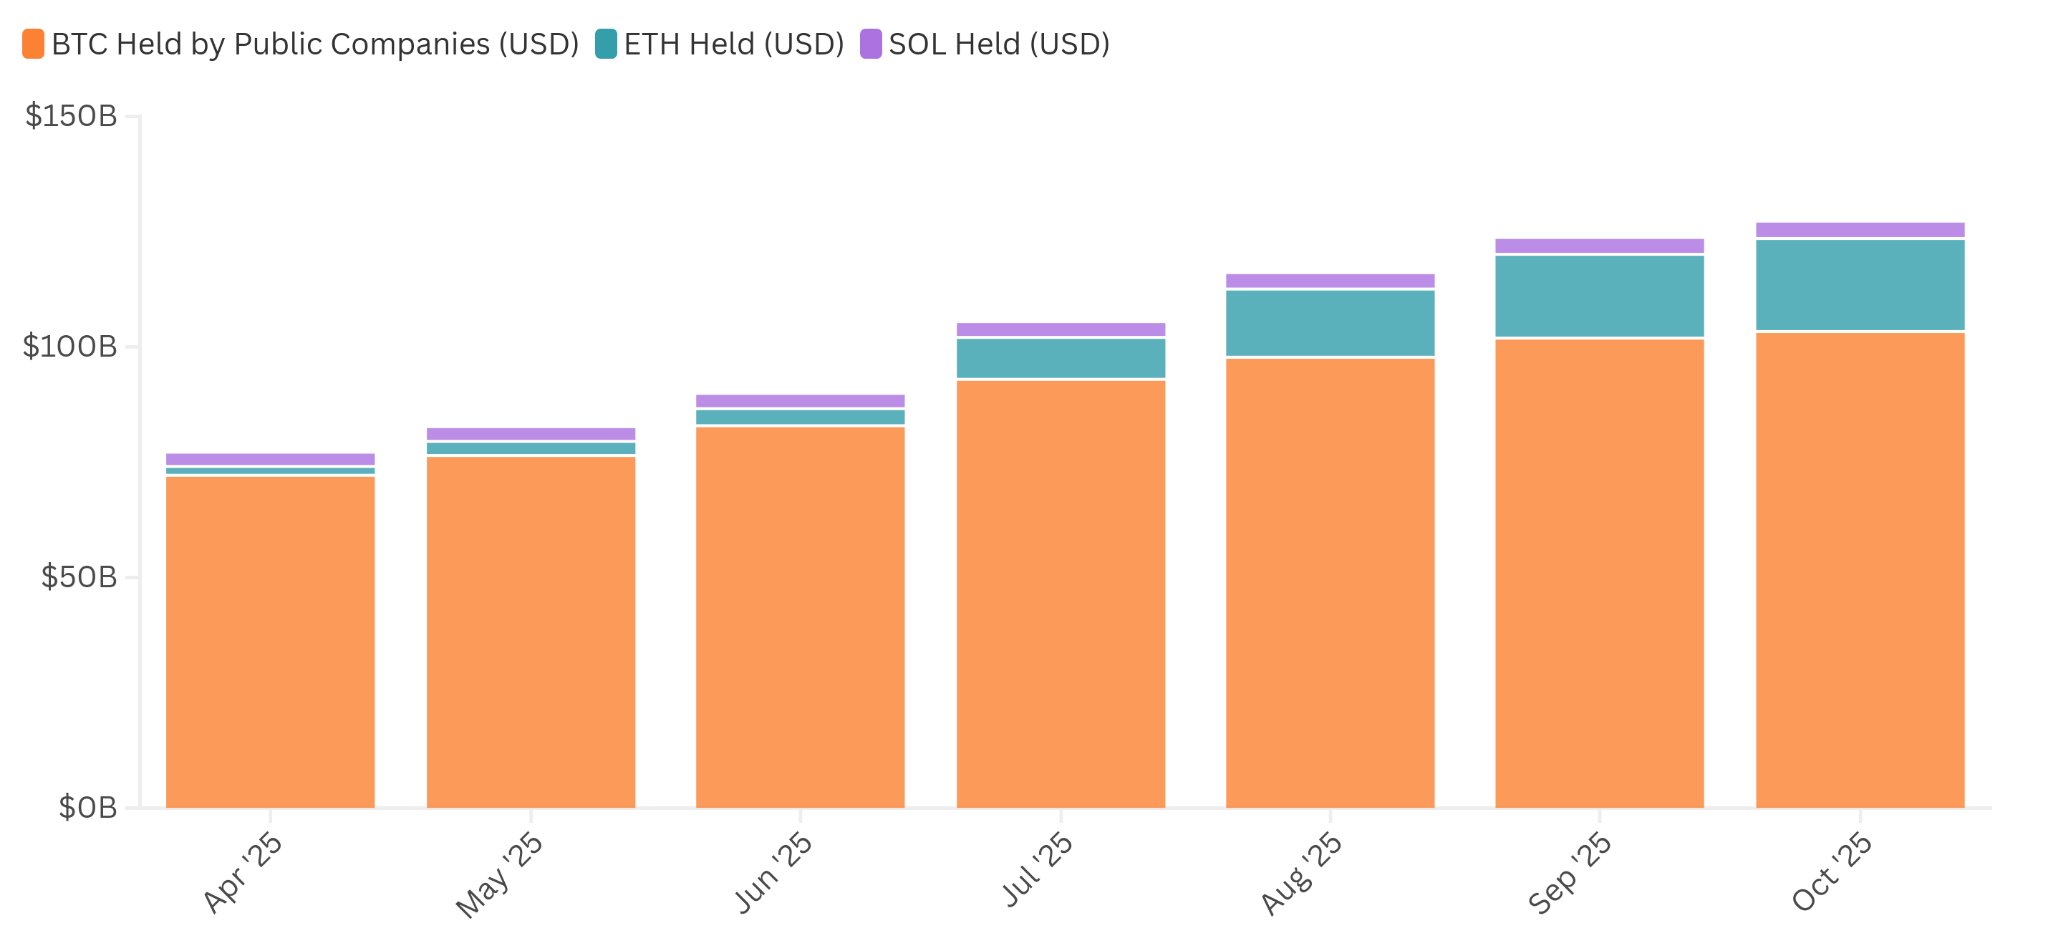 BTC Held by Public Companies (USD) ETH Held (USD) SOL Held (USD)
$150B
$100B
$50B
$0B
Apr '25 May '25 Jun '25 Jul '25 Aug '25 Sep '25 Oct '25